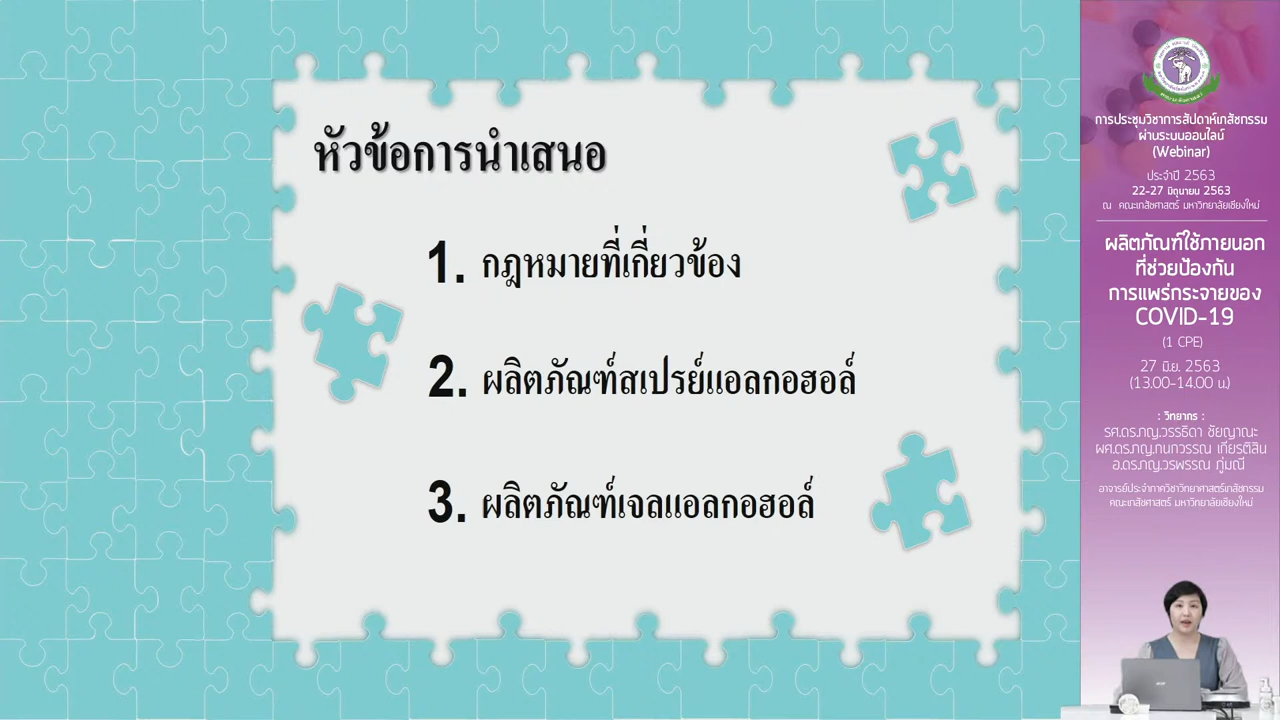 หัวข้อการนำเสนอ
1. กฎหมายที่เกี่ยวข้อง
2. ผลิตภัณฑ์สเปรย์แอลกอฮอล์
3. ผลิตภัณฑ์เจลแอลกอฮอล์
การประชุมวิชาการสัปดาห์เภสัชกรรม
ผ่านระบบออนไลน์
(Webinar)
ประจำปี 2563
22-27 มิถุนายน 2563
ณ คณะเภสัชศาสตร์ มหาวิทยาลัยเชียงใหม่
ผลิตภัณฑ์ใช้ภายนอก
ที่ช่วยป้องกัน
การแพร่กระจายของ
COVID-19
(1 CPE)
27 มิ.ย. 2563
(13.00-14.00 น.)
: วิทยากร :
รศ.ดร.ภญ.วรรธิดา ชัยญาณะ
ผศ.ดร.ภญ.กนกวรรณ เกียรติสิน
อ.ดร.ภญ.วรพรรณ ภู่มณี
อาจารย์ประจำภาควิชาวิทยาศาสตร์เภสัชกรรม
คณะเภสัชศาสตร์ มหาวิทยาลัยเชียงใหม่